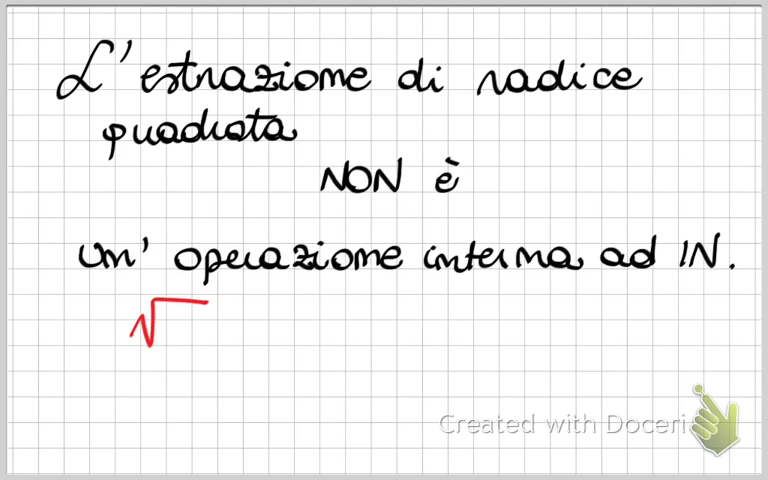 L'estrazione di radice
quadrata
NON è
un' operazione interna ad IN.
√
Created with Doceri